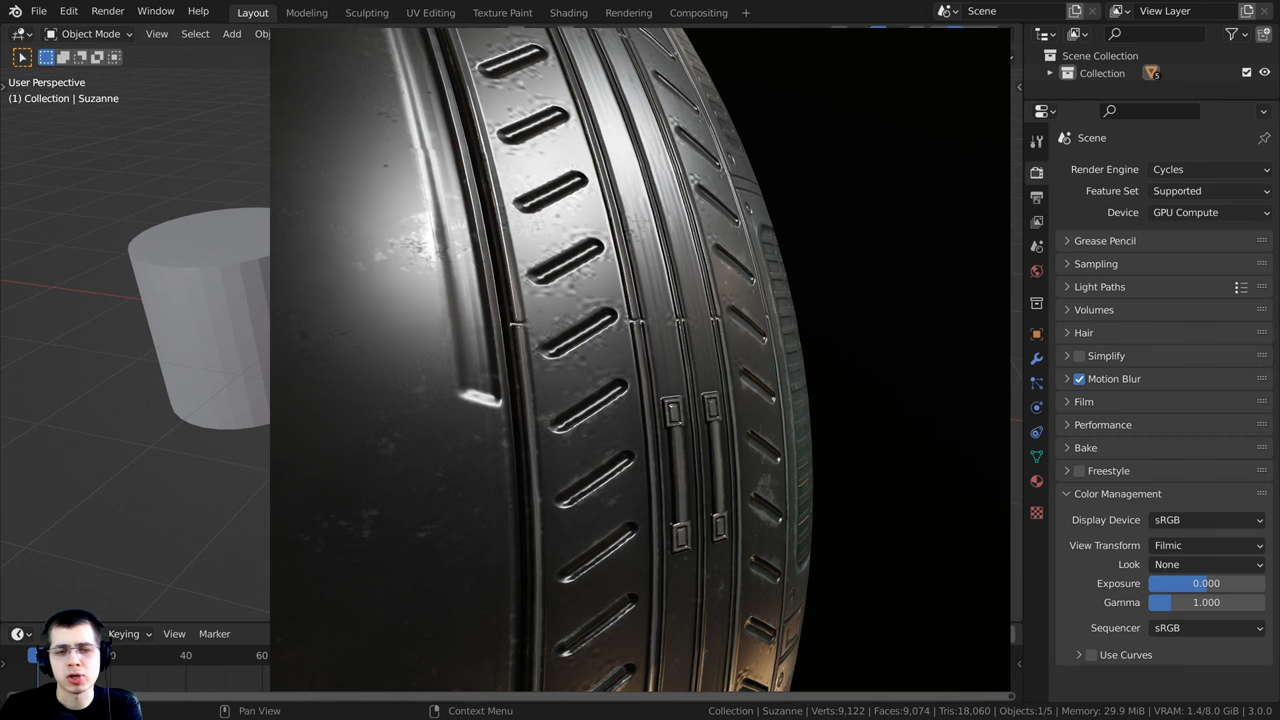 File Edit Render Window Help Layout Modeling Sculpting UV Editing Texture Paint Shading Rendering Compositing + Scene View Layer
Object Mode View Select Add Obj
User Perspective
(1) Collection | Suzanne
Scene Collection
Collection 5
Scene
Render Engine Cycles
Feature Set Supported
Device GPU Compute
Grease Pencil
Sampling
Light Paths
Volumes
Hair
Simplify
Motion Blur
Film
Performance
Bake
Freestyle
Color Management
Display Device sRGB
View Transform Filmic
Look None
Exposure 0.000
Gamma 1.000
Sequencer sRGB
Use Curves
Keying View Marker
40 60
Pan View Context Menu Collection | Suzanne | Verts:9,122 | Faces:9,074 | Tris:18,060 | Objects:1/5 | Memory: 29.9 MiB | VRAM: 1.4/8.0 GiB | 3.0.0